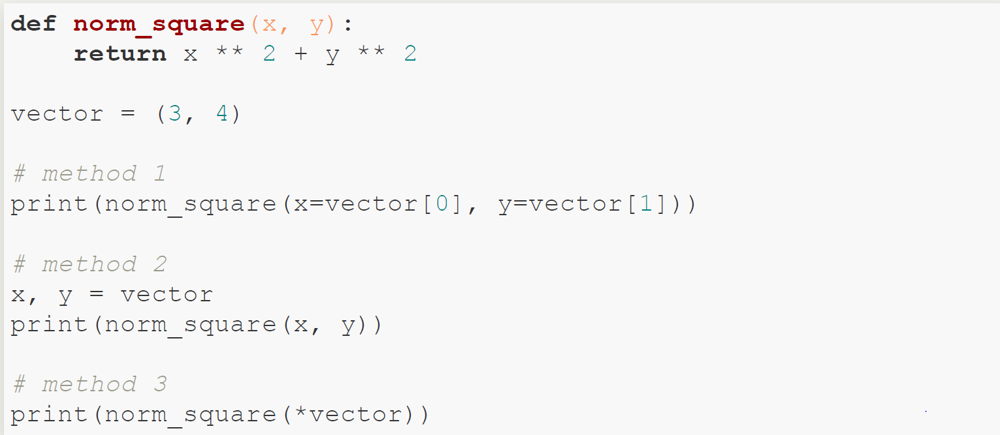 def norm_square(x, y):
    return x ** 2 + y ** 2
vector = (3, 4)
# method 1
print(norm_square(x=vector[0], y=vector[1]))
# method 2
x, y = vector
print(norm_square(x, y))
# method 3
print(norm_square(*vector))